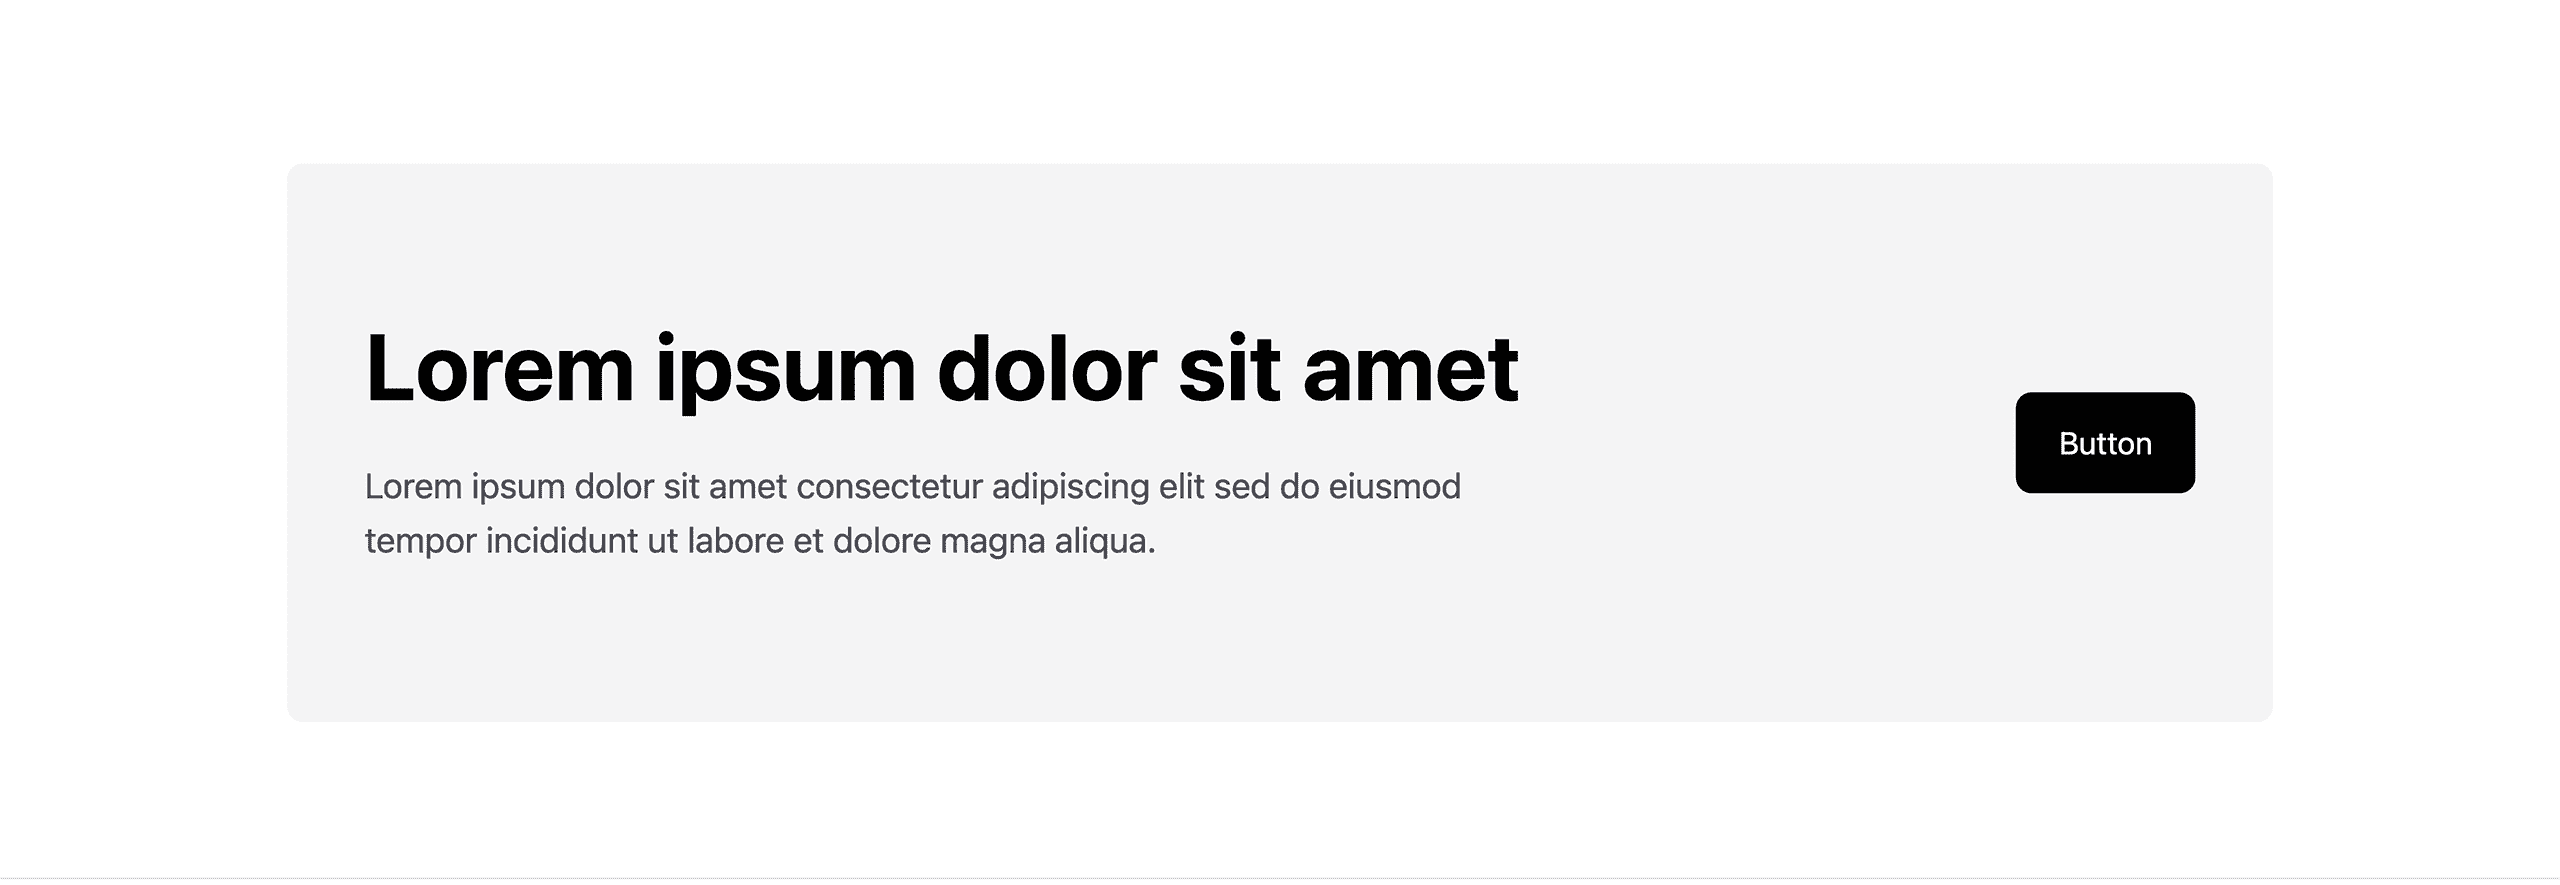 Lorem ipsum dolor sit amet
Lorem ipsum dolor sit amet consectetur adipiscing elit sed do eiusmod
tempor incididunt ut labore et dolore magna aliqua.
Button